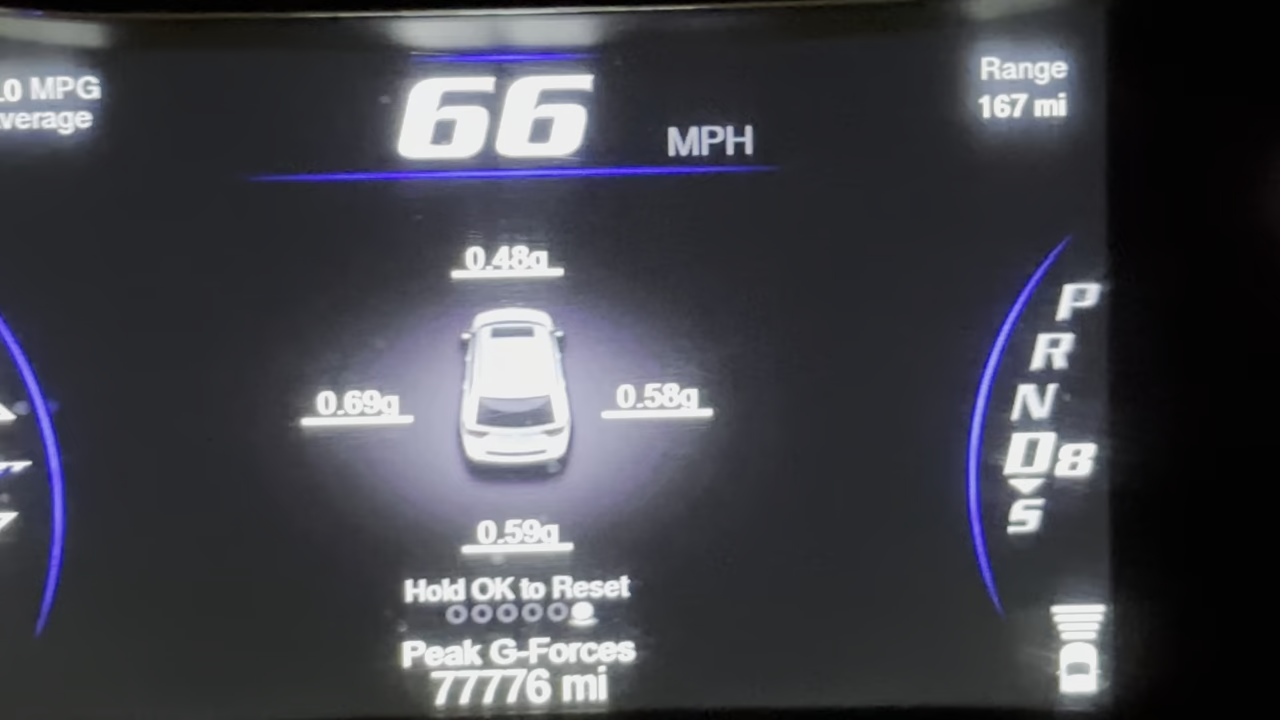 .0 MPG
verage
66 MPH
Range
167 mi
0.48g
0.69g
0.58g
0.59g
Hold OK to Reset
Peak G-Forces
77776 mi
P
R
N
D8
S